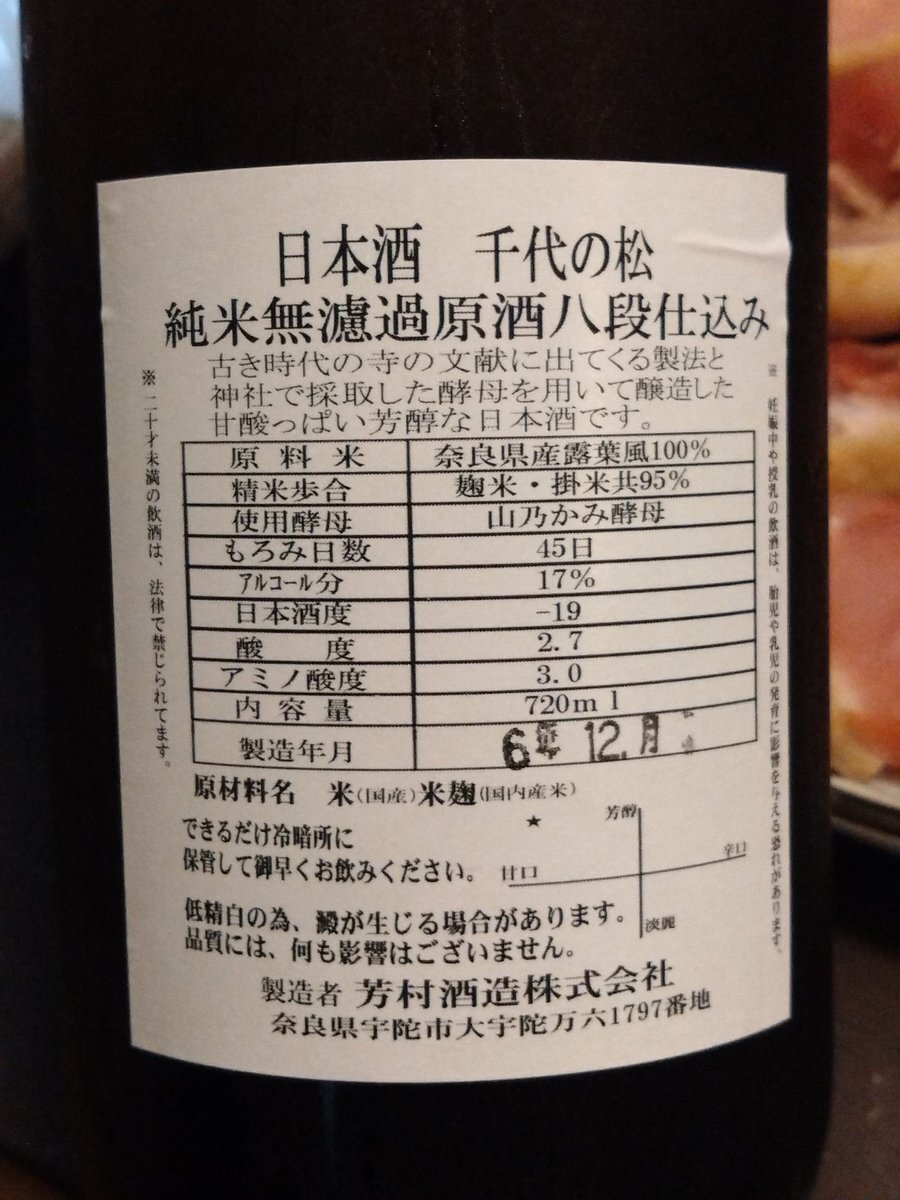 日本酒　千代の松
純米無濾過原酒八段仕込み
古き時代の寺の文献に出てくる製法と
神社で採取した酵母を用いて醸造した
甘酸っぱい芳醇な日本酒です。
原料米　奈良県産露葉風100%
精米歩合　麹米・掛米共95%
使用酵母　山乃かみ酵母
もろみ日数　45日
アルコール分　17%
日本酒度　-19
酸度　2.7
アミノ酸度　3.0
内容量　720ml
製造年月　6年 12月
原材料名　米(国産)米麹(国内産米)
できるだけ冷暗所に
保管して御早くお飲みください。
★
芳醇
甘口　辛口
淡麗
低精白の為、澱が生じる場合があります。
品質には、何も影響はございません。
製造者 芳村酒造株式会社
奈良県宇陀市大宇陀万六1797番地
※ 二十才未満の飲酒は、法律で禁じられてます。
※ 妊娠中や授乳の飲酒は、胎児や乳児の発育に影響を与える恐れがあります。